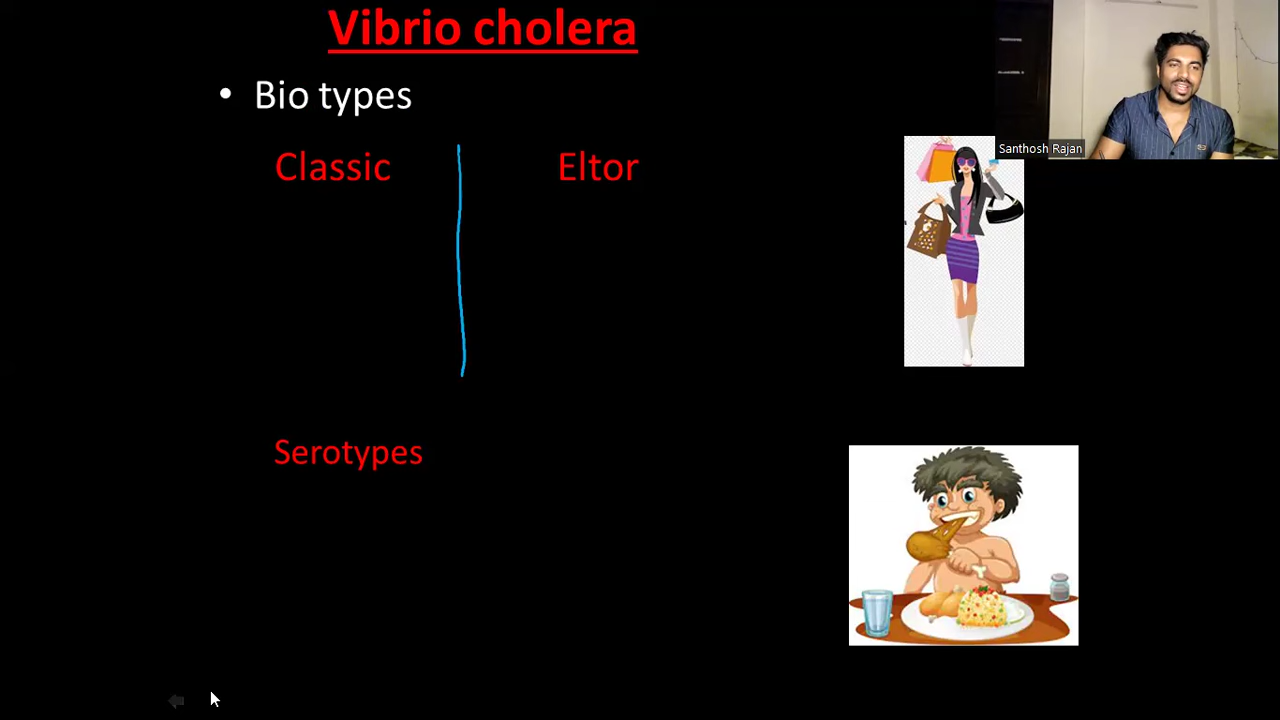 Vibrio cholera
• Bio types
Classic
Eltor
Santhosh Rajan
Serotypes